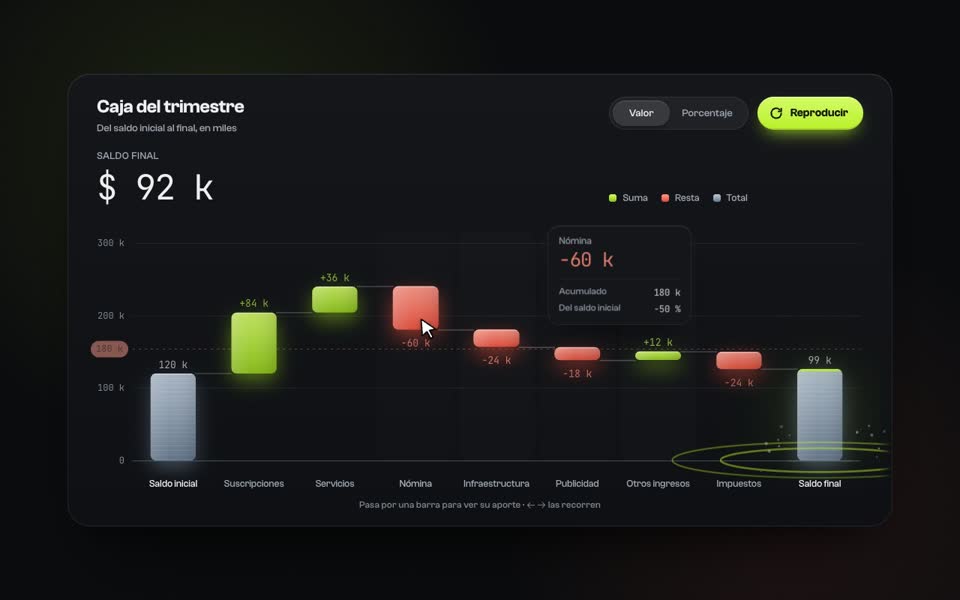 Caja del trimestre
Del saldo inicial al final, en miles
Valor
Porcentaje
Reproducir
SALDO FINAL
$ 92 k
Suma
Resta
Total
Nómina
-60 k
Acumulado 180 k
Del saldo inicial -50 %
300 k
200 k
180 k
100 k
0
120 k
+84 k
+36 k
-60 k
-24 k
-18 k
+12 k
-24 k
99 k
Saldo inicial
Suscripciones
Servicios
Nómina
Infraestructura
Publicidad
Otros ingresos
Impuestos
Saldo final
Pasa por una barra para ver su aporte · ← → las recorren